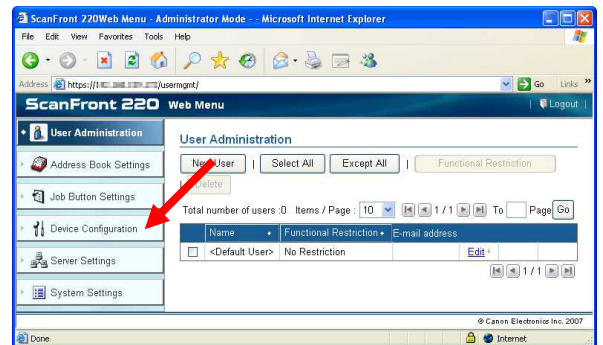 ScanFront 220Web Menu - Administrator Mode - - Microsoft Internet Explorer
File Edit View Favorites Tools Help
Address https:// /usermgmt/ Go Links »
ScanFront 220 Web Menu | Logout |
User Administration
Address Book Settings
Job Button Settings
Device Configuration
Server Settings
System Settings
User Administration
New User | Select All Except All | Functional Restriction
| Delete
Total number of users :0 Items / Page : 10 1 / 1 To Page Go
Name Functional Restriction E-mail address
<Default User> No Restriction Edit
1 / 1
© Canon Electronics Inc. 2007
Done Internet